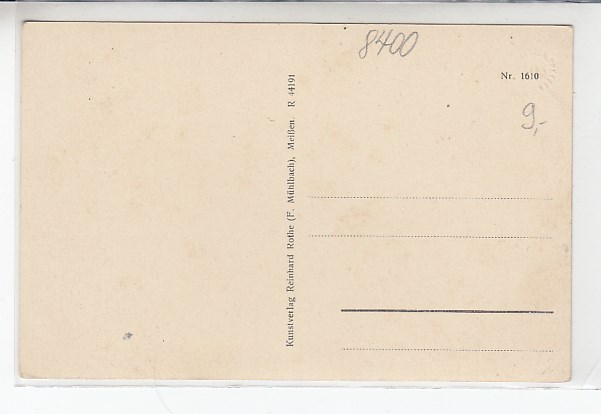 8400
Nr. 1610
9,-
Kunstverlag Reinhard Rothe (F. Mühlbach), Meißen. R 44191